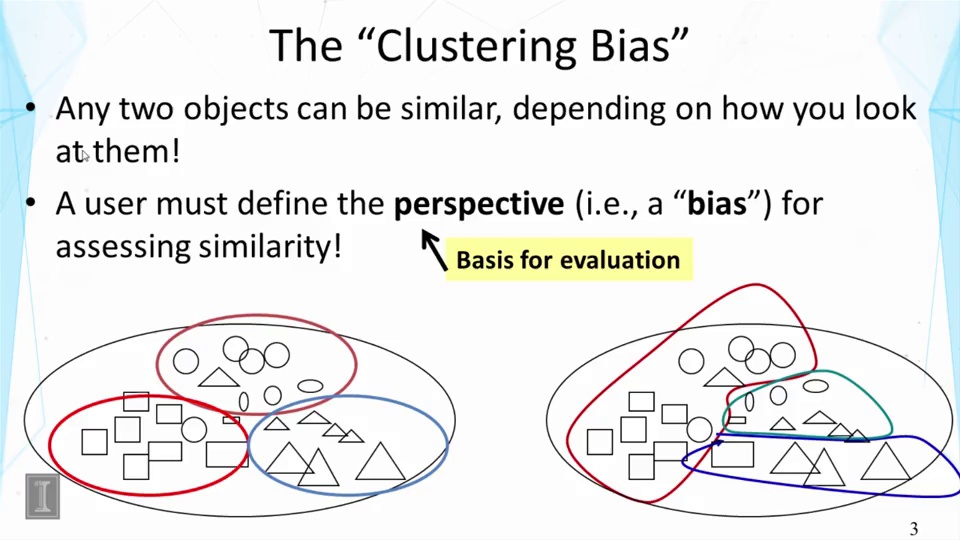 The “Clustering Bias”
• Any two objects can be similar, depending on how you look
at them!
• A user must define the perspective (i.e., a “bias”) for
assessing similarity!
Basis for evaluation
I
3